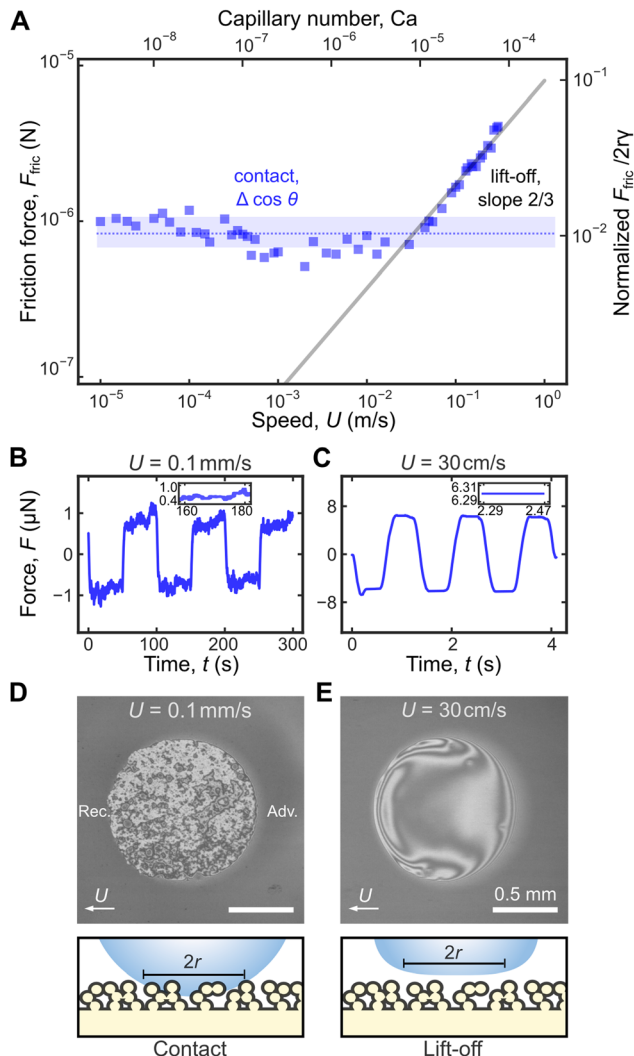 A
Capillary number, Ca
10⁻⁸ 10⁻⁷ 10⁻⁶ 10⁻⁵ 10⁻⁴
Friction force, F_fric (N)
10⁻⁵
10⁻⁶
10⁻⁷
contact,
Δ cos θ
lift-off,
slope 2/3
10⁻¹
10⁻²
Normalized F_fric/2rγ
10⁻⁵ 10⁻⁴ 10⁻³ 10⁻² 10⁻¹ 10⁰
Speed, U (m/s)
B
U = 0.1 mm/s
Force, F (μN)
1
0
−1
1.0
0.4
160 180
0 100 200 300
Time, t (s)
C
U = 30 cm/s
8
0
−8
6.31
6.29
2.29 2.47
0 2 4
Time, t (s)
D
U = 0.1 mm/s
Rec.
Adv.
U
E
U = 30 cm/s
U
0.5 mm
2r
Contact
2r
Lift-off